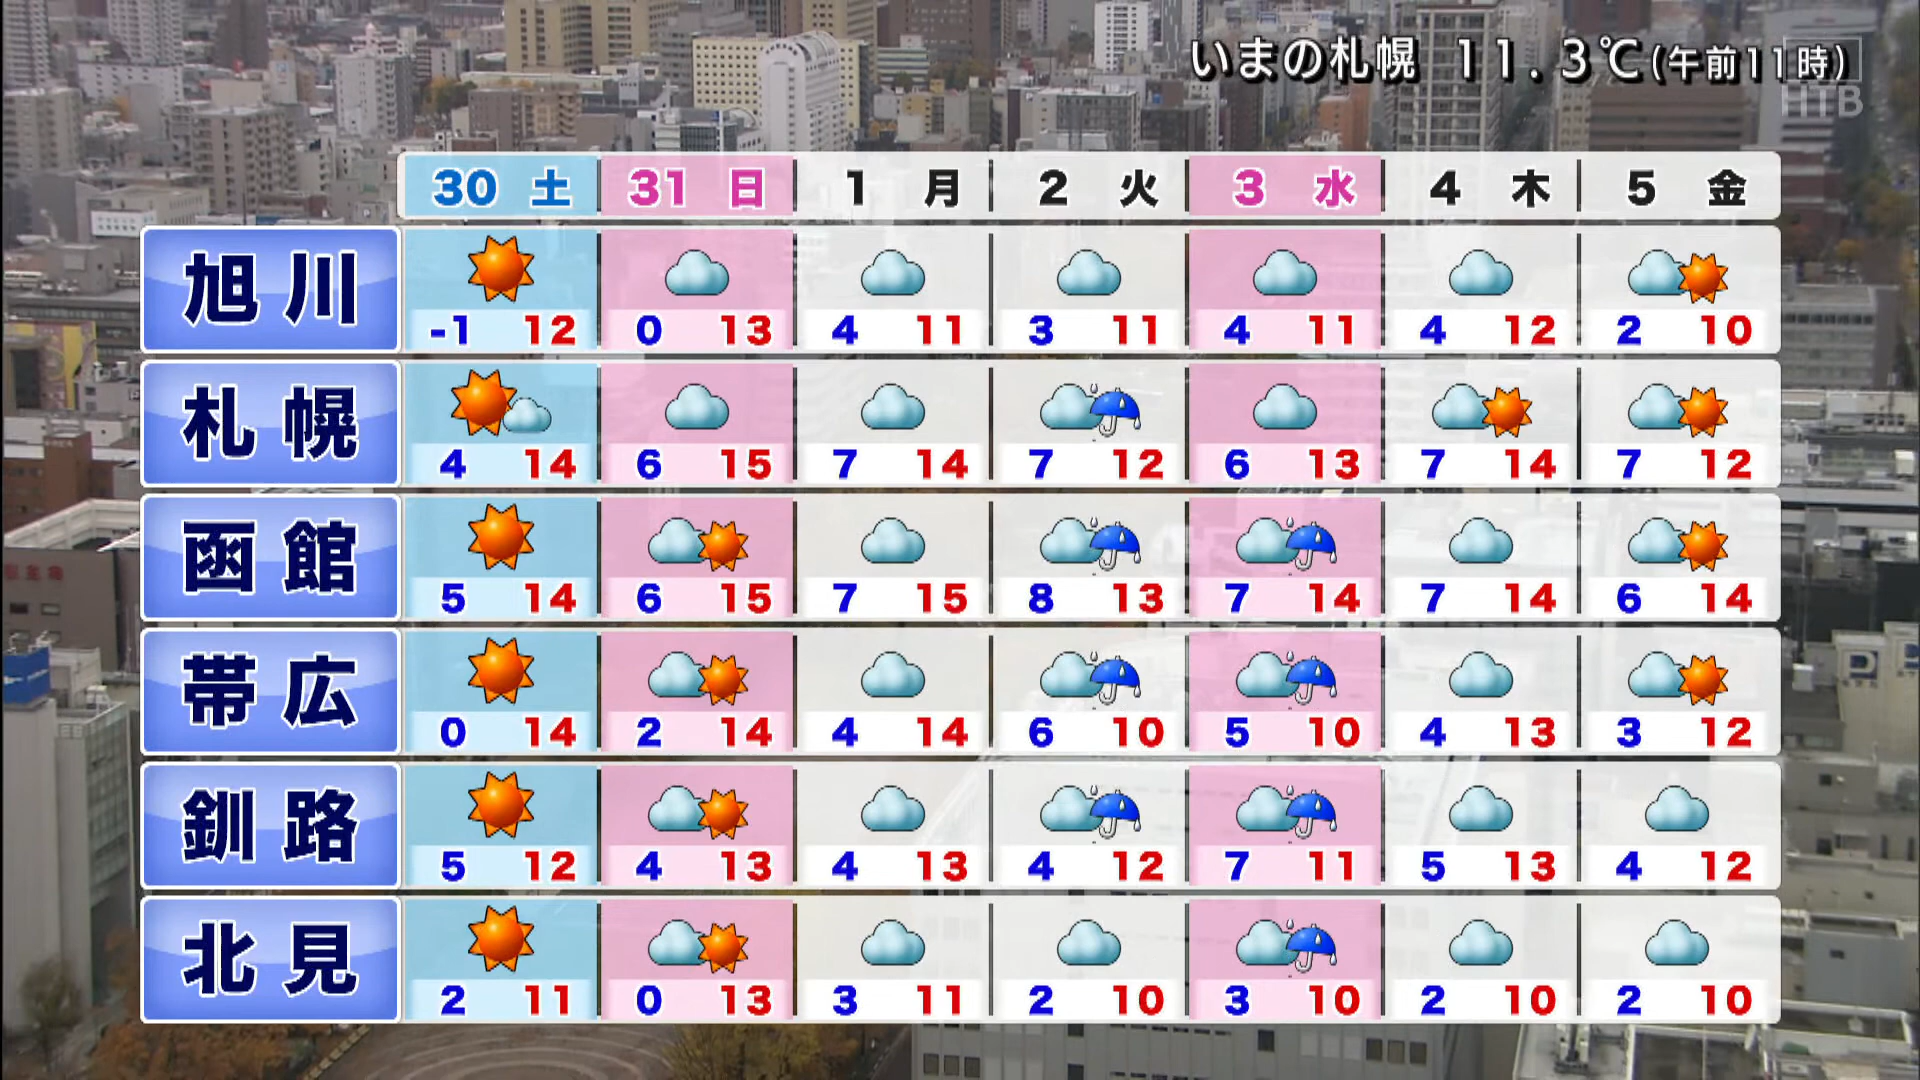 いまの札幌 11.3℃(午前11時)
HTB
30 土 31 日 1 月 2 火 3 水 4 木 5 金
旭川 -1 12 0 13 4 11 3 11 4 11 4 12 2 10
札幌 4 14 6 15 7 14 7 12 6 13 7 14 7 12
函館 5 14 6 15 7 15 8 13 7 14 7 14 6 14
帯広 0 14 2 14 4 14 6 10 5 10 4 13 3 12
釧路 5 12 4 13 4 13 4 12 7 11 5 13 4 12
北見 2 11 0 13 3 11 2 10 3 10 2 10 2 10